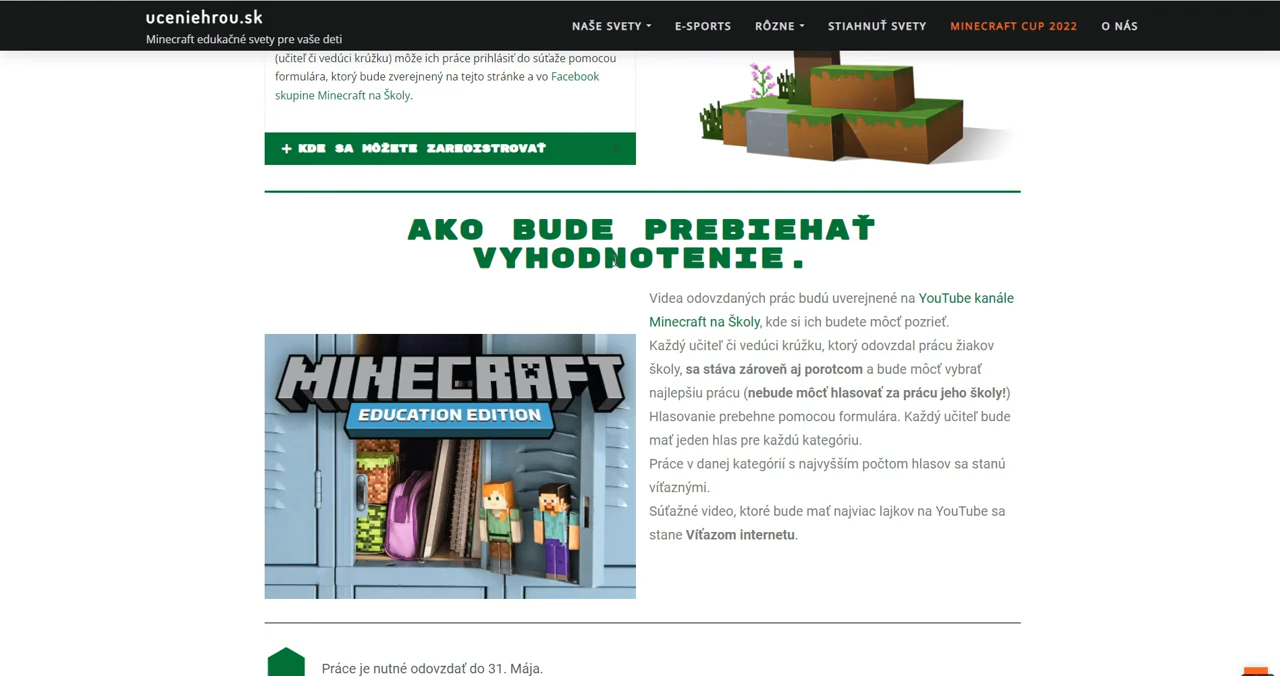 uceniehrou.sk
Minecraft edukačné svety pre vaše deti
NAŠE SVETY
E-SPORTS
RÔZNE
STIAHNUŤ SVETY
MINECRAFT CUP 2022
O NÁS
(učiteľ či vedúci krúžku) môže ich práce prihlásiť do súťaže pomocou
formulára, ktorý bude zverejnený na tejto stránke a vo Facebook
skupine Minecraft na Školy.
+ KDE SA MÔŽETE ZAREGISTROVAŤ
AKO BUDE PREBIEHAŤ
VYHODNOTENIE.
Videa odovzdaných prác budú uverejnené na YouTube kanále
Minecraft na Školy, kde si ich budete môcť pozrieť.
Každý učiteľ či vedúci krúžku, ktorý odovzdal prácu žiakov
školy, sa stáva zároveň aj porotcom a bude môcť vybrať
najlepšiu prácu (nebude môcť hlasovať za prácu jeho školy!)
Hlasovanie prebehne pomocou formulára. Každý učiteľ bude
mať jeden hlas pre každú kategóriu.
Práce v danej kategórií s najvyšším počtom hlasov sa stanú
víťaznými.
Súťažné video, ktoré bude mať najviac lajkov na YouTube sa
stane Víťazom internetu.
MINECRAFT
EDUCATION EDITION
Práce je nutné odovzdať do 31. Mája.